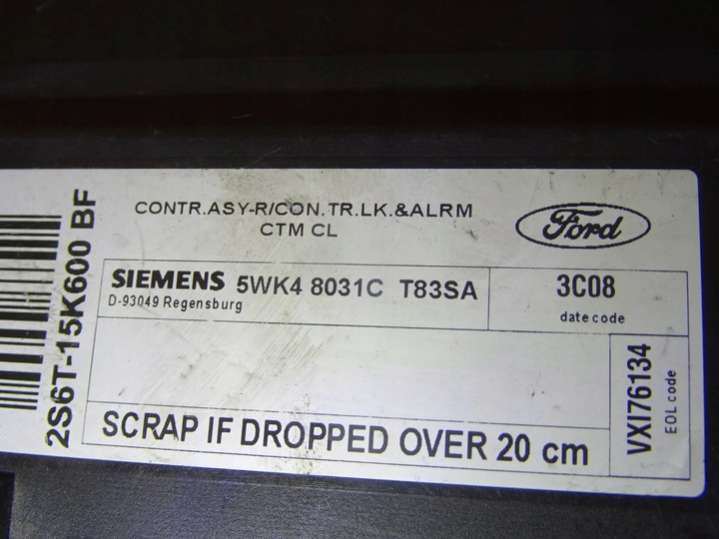 CONTR.ASY-R/CON.TR.LK.&ALRM
CTM CL
Ford
2S6T-15K600 BF
SIEMENS 5WK4 8031C T83SA
D-93049 Regensburg
3C08
date code
VXI76134
EOL code
SCRAP IF DROPPED OVER 20 cm